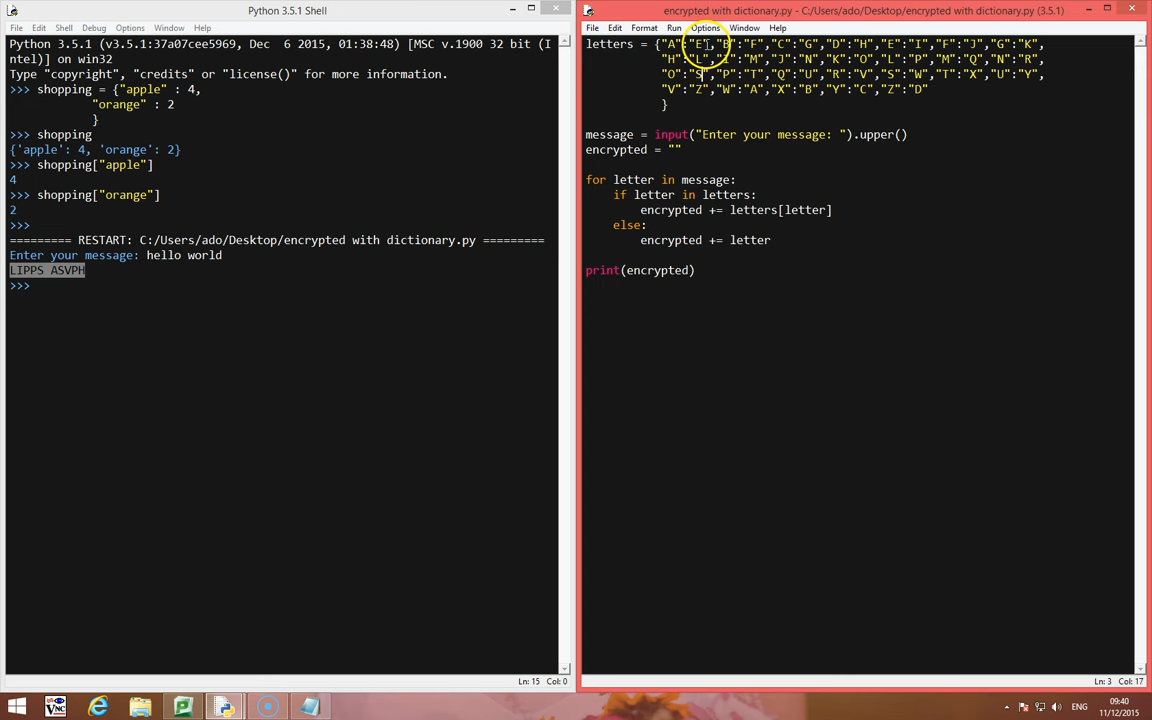 Python 3.5.1 Shell
File Edit Shell Debug Options Window Help
Python 3.5.1 (v3.5.1:37a07cee5969, Dec  6 2015, 01:38:48) [MSC v.1900 32 bit (I
ntel)] on win32
Type "copyright", "credits" or "license()" for more information.
>>> shopping = {"apple" : 4,
"orange" : 2
}
>>> shopping
{'apple': 4, 'orange': 2}
>>> shopping["apple"]
4
>>> shopping["orange"]
2
>>>
========= RESTART: C:/Users/ado/Desktop/encrypted with dictionary.py =========
Enter your message: hello world
LIPPS ASVPH
>>>
Ln: 15 Col: 0
encrypted with dictionary.py - C:/Users/ado/Desktop/encrypted with dictionary.py (3.5.1)
File Edit Format Run Options Window Help
letters = {"A":"E","B":"F","C":"G","D":"H","E":"I","F":"J","G":"K",
"H":"L","I":"M","J":"N","K":"O","L":"P","M":"Q","N":"R",
"O":"S","P":"T","Q":"U","R":"V","S":"W","T":"X","U":"Y",
"V":"Z","W":"A","X":"B","Y":"C","Z":"D"
}
message = input("Enter your message: ").upper()
encrypted = ""
for letter in message:
if letter in letters:
encrypted += letters[letter]
else:
encrypted += letter
print(encrypted)
Ln: 3 Col: 17
VNC
ENG
09:40
11/12/2015